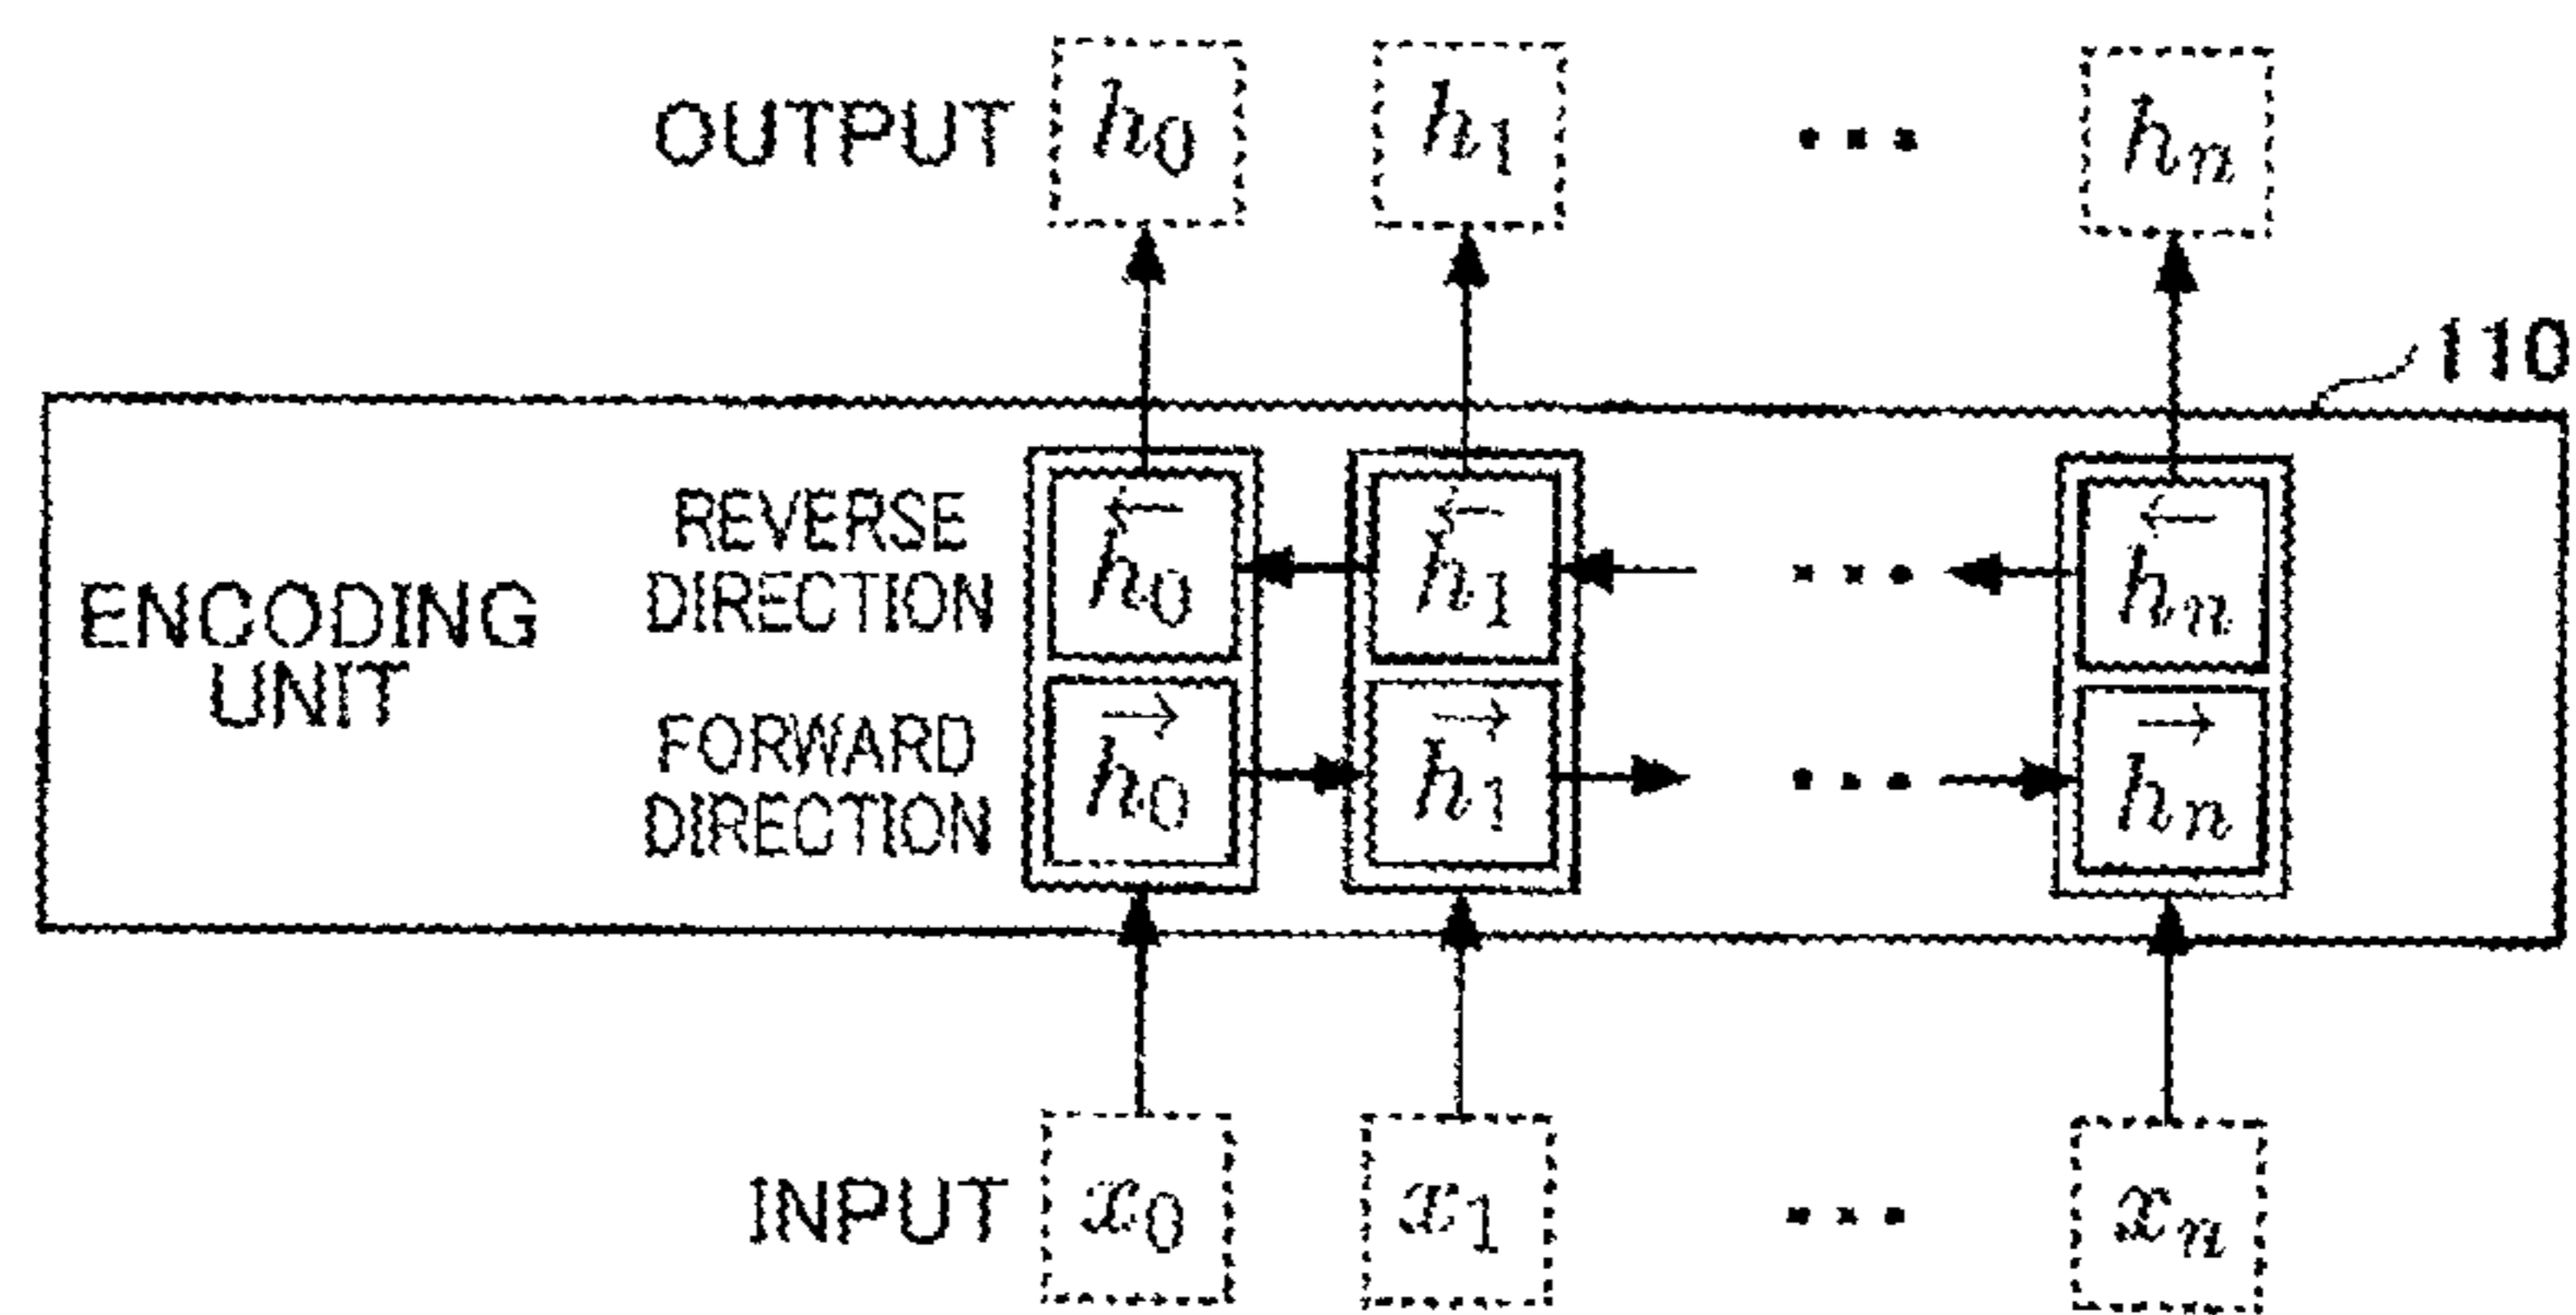 OUTPUT h₀ h₁ ... hₙ
110
ENCODING
UNIT
REVERSE
DIRECTION
←h₀ ←h₁ ... ←hₙ
FORWARD
DIRECTION
→h₀ →h₁ ... →hₙ
INPUT x₀ x₁ ... xₙ